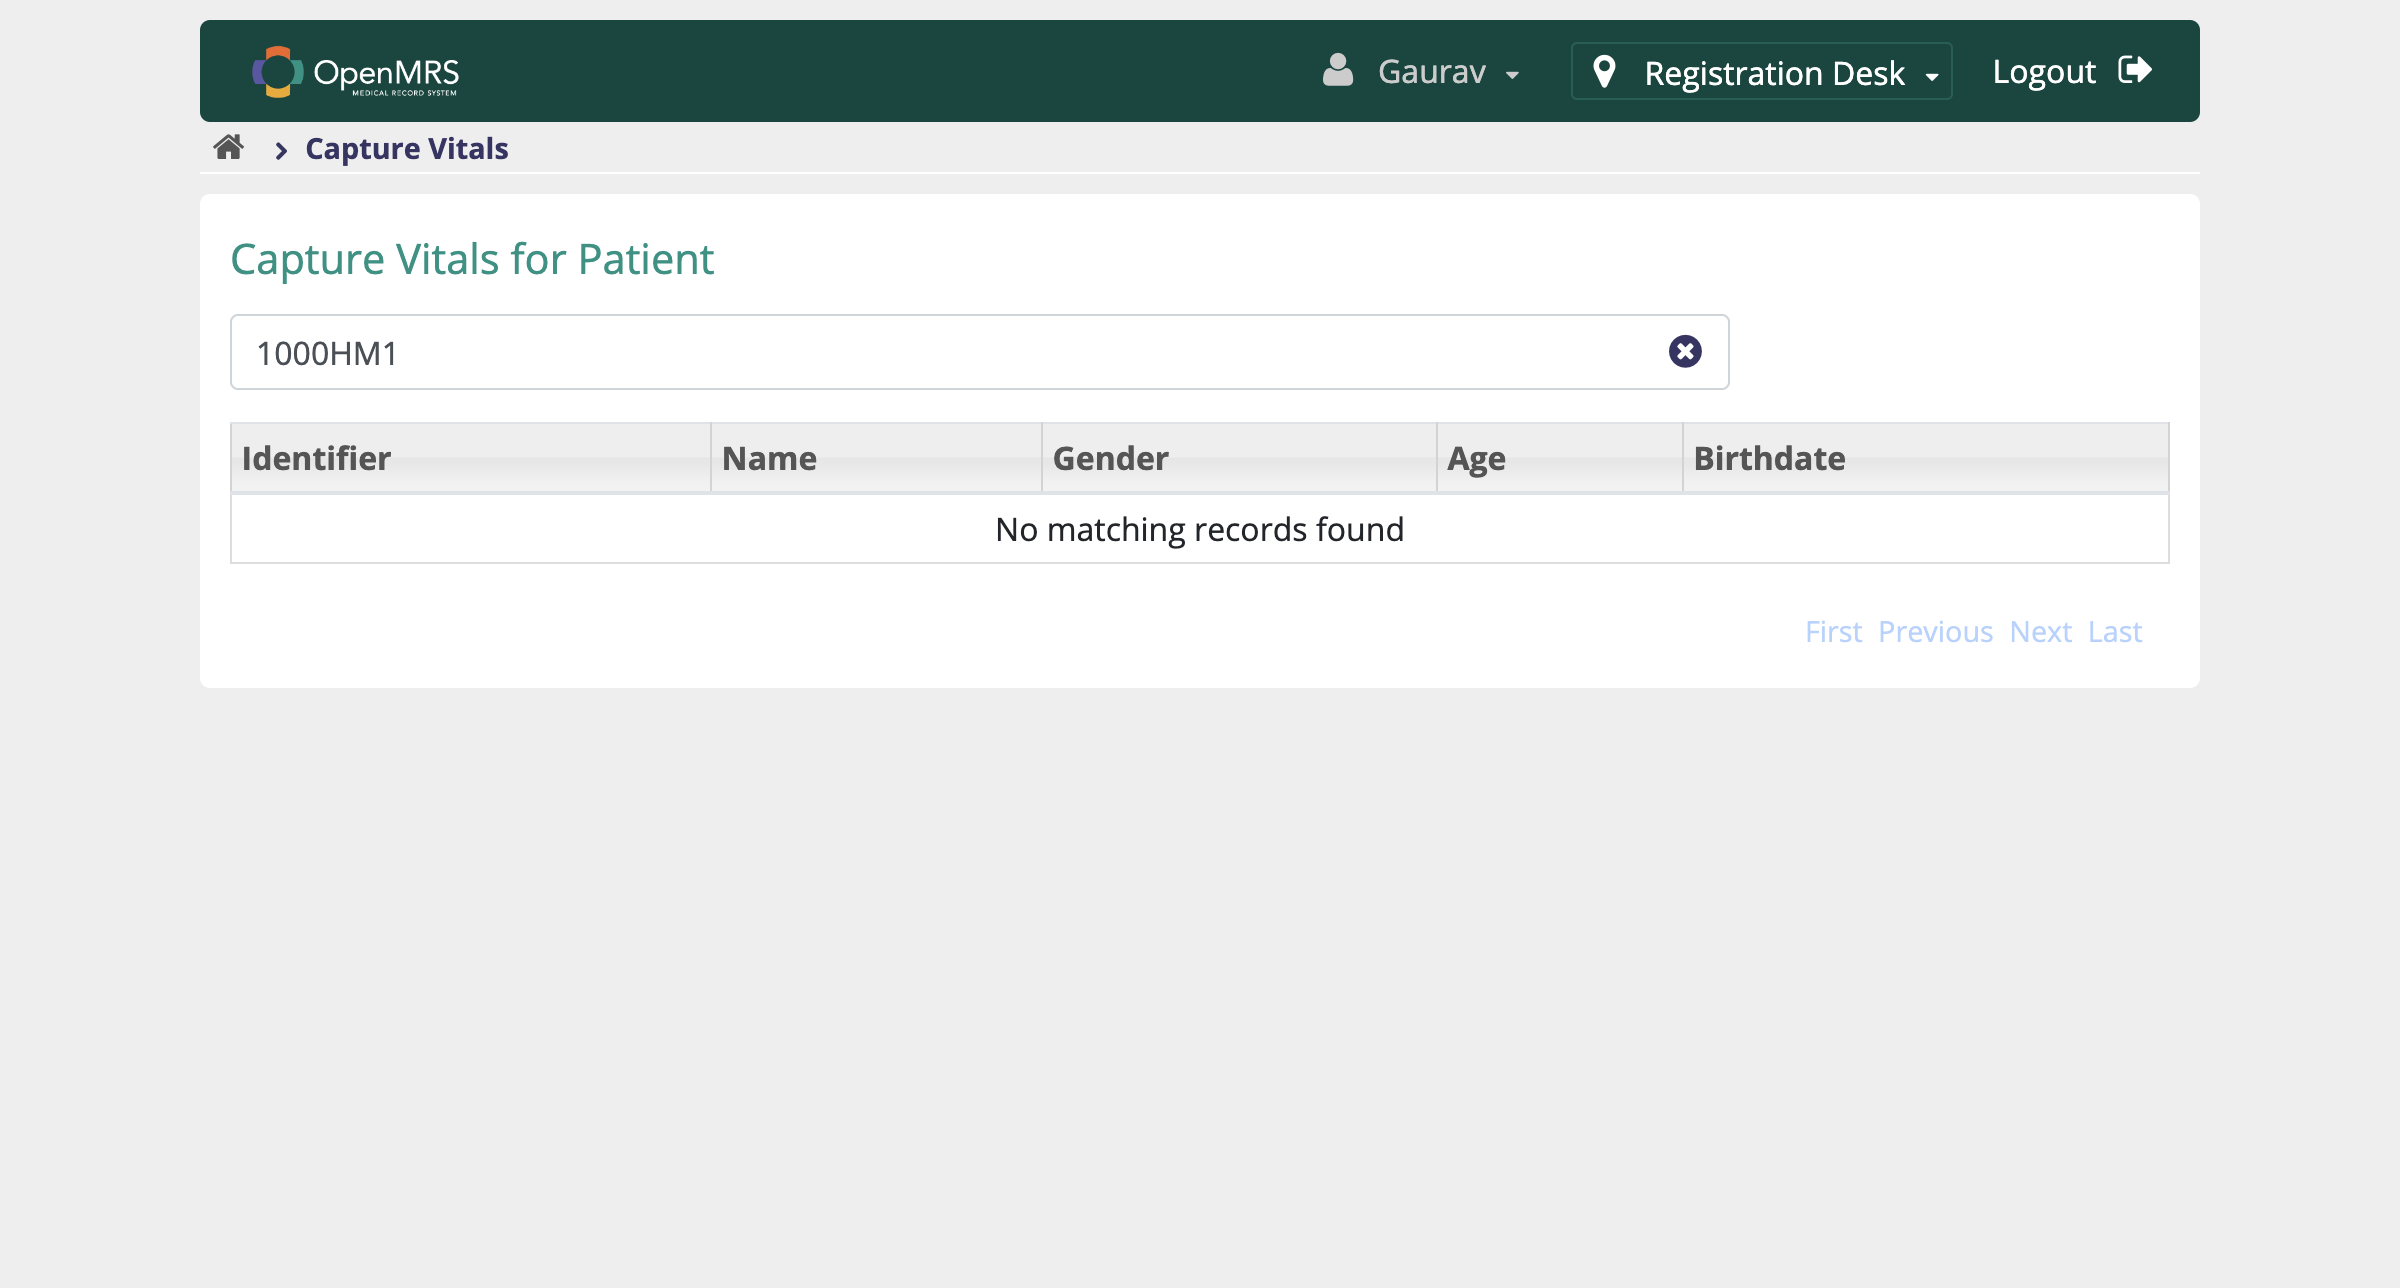 OpenMRS
MEDICAL RECORD SYSTEM
Gaurav
Registration Desk
Logout
Capture Vitals
Capture Vitals for Patient
1000HM1
Identifier Name Gender Age Birthdate
No matching records found
First Previous Next Last